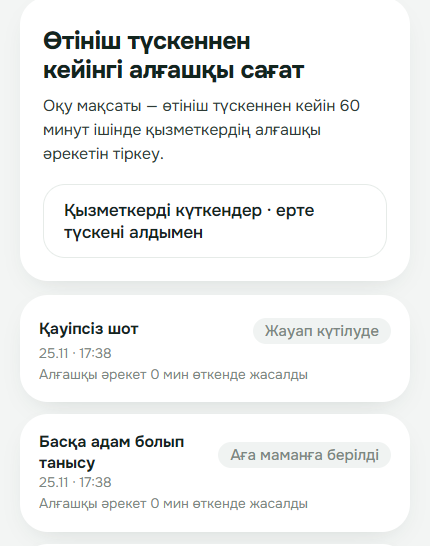 Өтініш түскеннен
кейінгі алғашқы сағат
Оқу мақсаты — өтініш түскеннен кейін 60
минут ішінде қызметкердің алғашқы
әрекетін тіркеу.
Қызметкерді күткендер · ерте
түскені алдымен
Қауіпсіз шот
Жауап күтілуде
25.11 · 17:38
Алғашқы әрекет 0 мин өткенде жасалды
Басқа адам болып
танысу
Аға маманға берілді
25.11 · 17:38
Алғашқы әрекет 0 мин өткенде жасалды